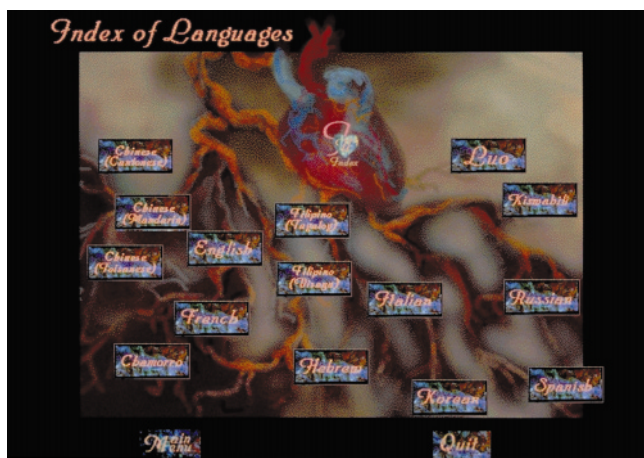 Index of Languages
Index
Chinese
(Cantonese)
Luo
Chinese
(Mandarin)
Kiswahili
Filipino
(Tagalog)
English
Chinese
(Toisanese)
Filipino
(Visaya)
Italian
Russian
French
Chamorro
Hebrew
Korean
Spanish
Main
Menu
Quit